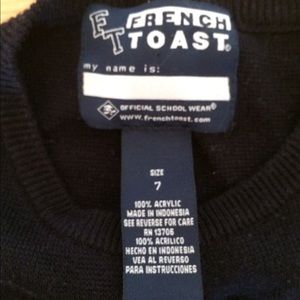 FT FRENCH
TOAST®
my name is:
OFFICIAL SCHOOL WEAR®
www.frenchtoast.com
SIZE
7
100% ACRYLIC
MADE IN INDONESIA
SEE REVERSE FOR CARE
RN 13706
100% ACRILICO
HECHO EN INDONESIA
VEA AL REVERSO
PARA INSTRUCCIONES